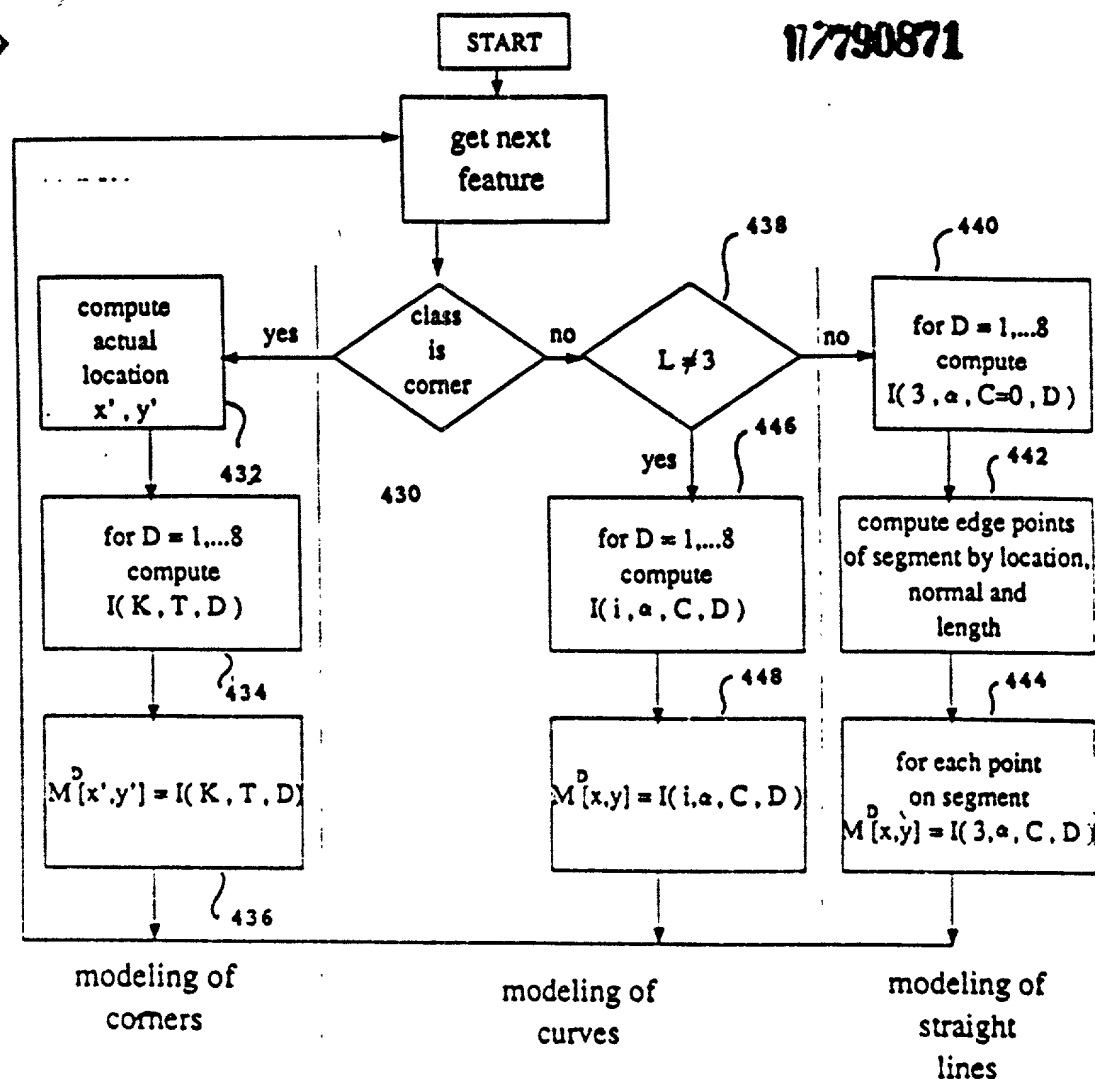 07790871
START
get next
feature
438
440
compute
actual
location
x' , y'
yes
class
is
corner
no
L ≠ 3
no
for D = 1,...8
compute
I( 3 , α , C=0 , D )
432
430
yes
446
442
for D = 1,...8
compute
I( K , T , D )
for D = 1,...8
compute
I( i , α , C , D )
compute edge points
of segment by location,
normal and
length
434
448
444
M^D[x',y'] = I( K , T , D)
M^D[x,y] = I( i,α , C , D )
for each point
on segment
M^D[x,y] = I( 3,α , C , D )
436
modeling of
corners
modeling of
curves
modeling of
straight
lines